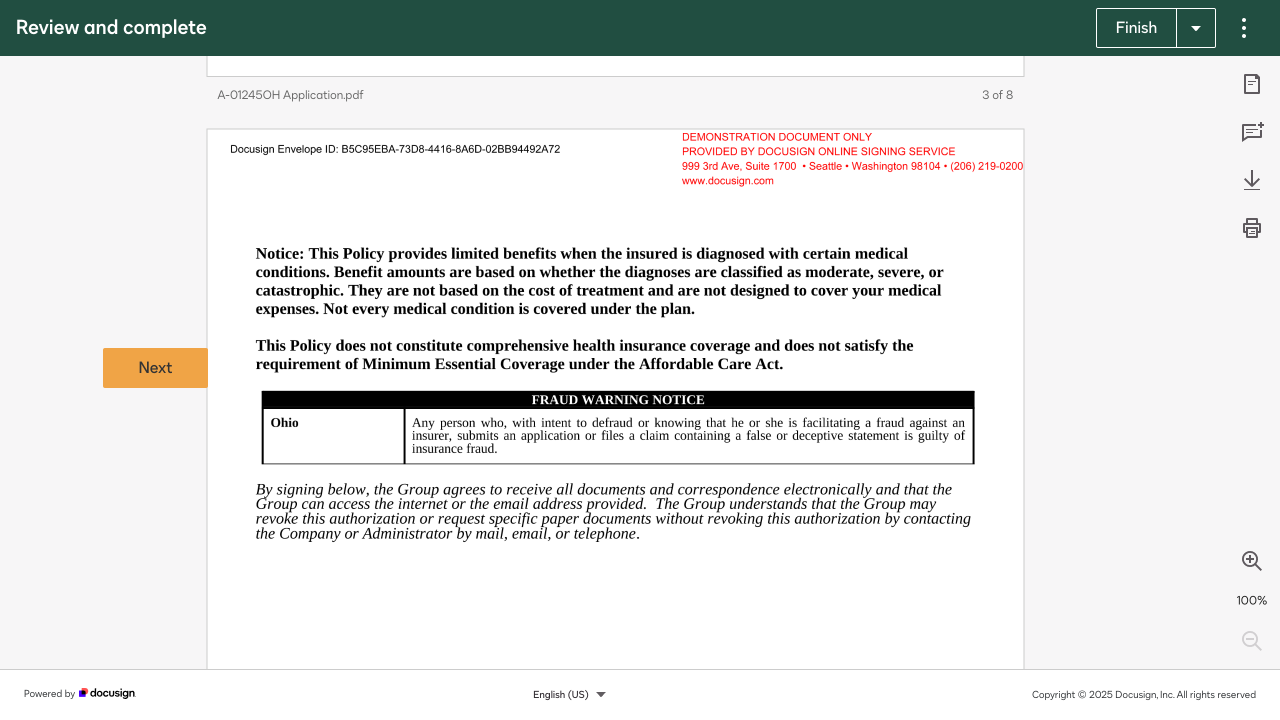 Review and complete
Finish
A-01245OH Application.pdf
3 of 8
Docusign Envelope ID: B5C95EBA-73D8-4416-8A6D-02BB94492A72
DEMONSTRATION DOCUMENT ONLY
PROVIDED BY DOCUSIGN ONLINE SIGNING SERVICE
999 3rd Ave, Suite 1700 • Seattle • Washington 98104 • (206) 219-0200
www.docusign.com
Notice: This Policy provides limited benefits when the insured is diagnosed with certain medical
conditions. Benefit amounts are based on whether the diagnoses are classified as moderate, severe, or
catastrophic. They are not based on the cost of treatment and are not designed to cover your medical
expenses. Not every medical condition is covered under the plan.
This Policy does not constitute comprehensive health insurance coverage and does not satisfy the
requirement of Minimum Essential Coverage under the Affordable Care Act.
Next
FRAUD WARNING NOTICE
Ohio
Any person who, with intent to defraud or knowing that he or she is facilitating a fraud against an
insurer, submits an application or files a claim containing a false or deceptive statement is guilty of
insurance fraud.
By signing below, the Group agrees to receive all documents and correspondence electronically and that the
Group can access the internet or the email address provided.  The Group understands that the Group may
revoke this authorization or request specific paper documents without revoking this authorization by contacting
the Company or Administrator by mail, email, or telephone.
100%
Powered by docusign
English (US)
Copyright © 2025 Docusign, Inc. All rights reserved